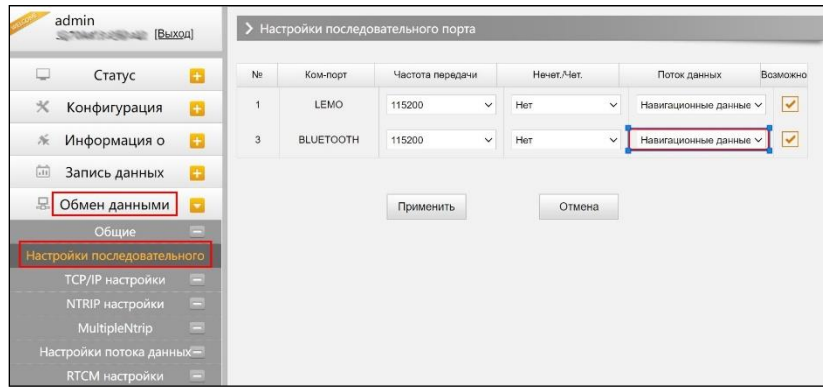 WELCOME
admin
[Выход]
Статус
Конфигурация
Информация о
Запись данных
Обмен данными
Общие
Настройки последовательного
TCP/IP настройки
NTRIP настройки
MultipleNtrip
Настройки потока данных
RTCM настройки
Настройки последовательного порта
№ Ком-порт Частота передачи Нечет./Чет. Поток данных Возможно
1 LEMO 115200 Нет Навигационные данные
3 BLUETOOTH 115200 Нет Навигационные данные
Применить Отмена